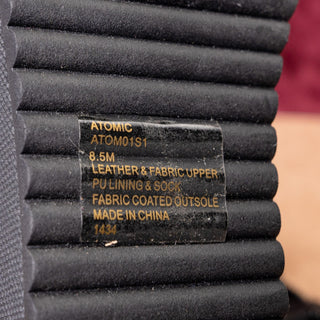 ATOMIC
ATOM01S1
8.5M
LEATHER & FABRIC UPPER
PU LINING & SOCK
FABRIC COATED OUTSOLE
MADE IN CHINA
1434